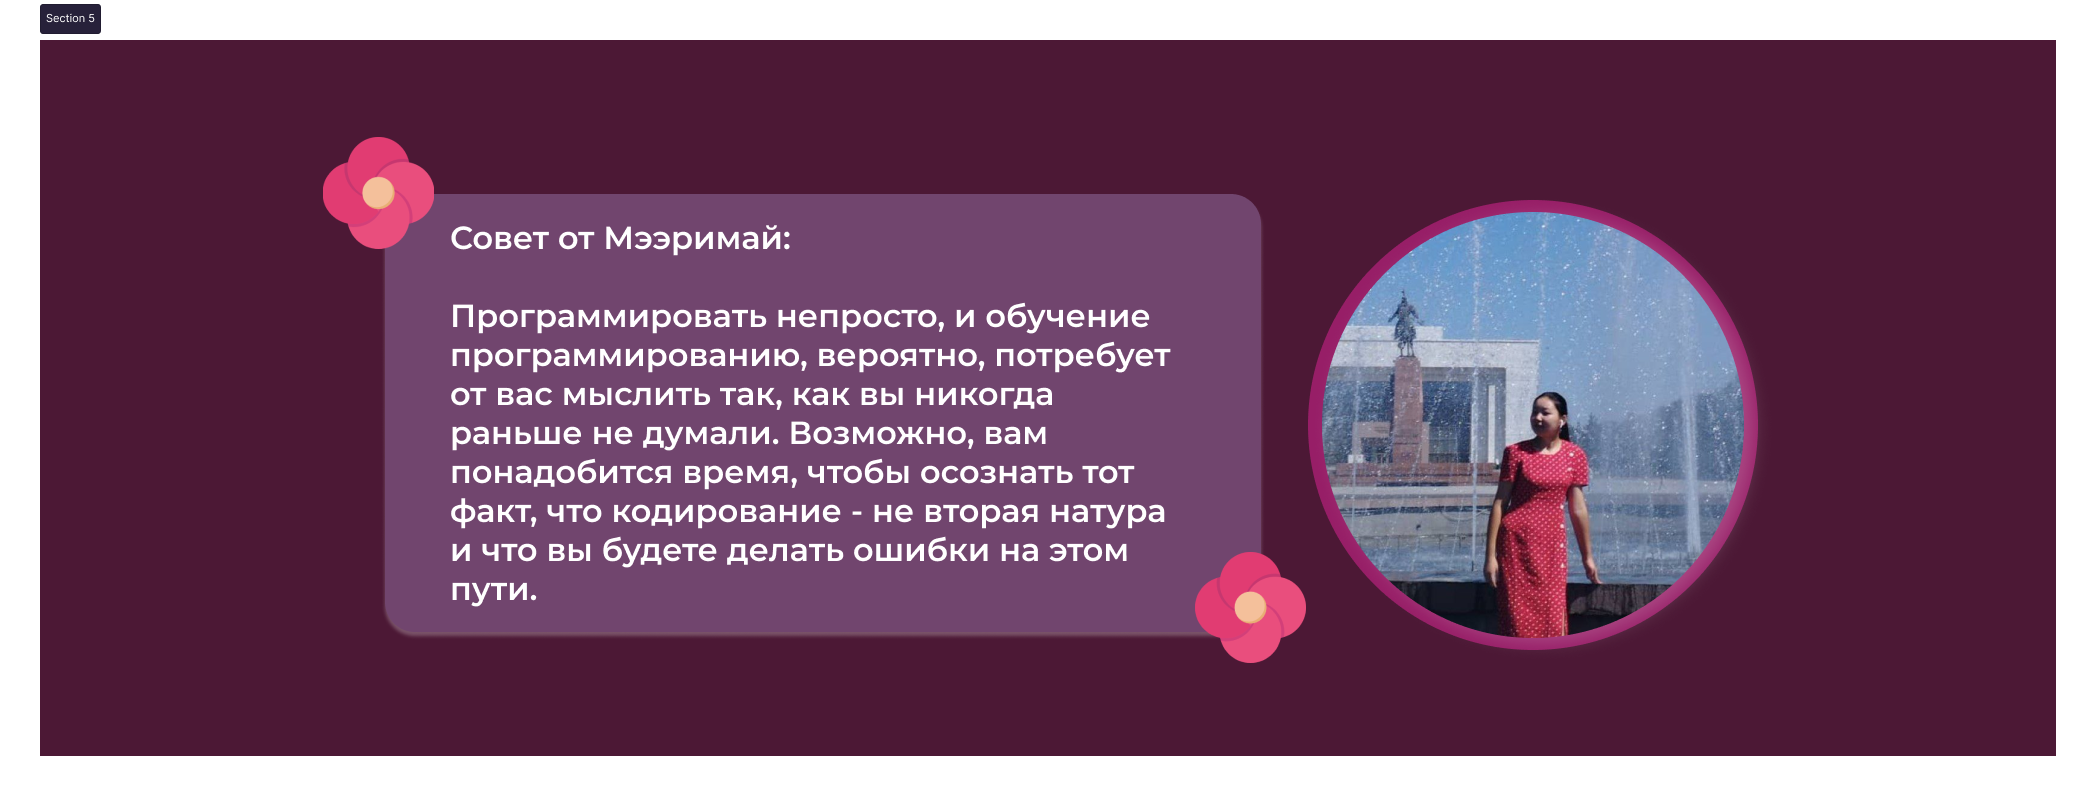 Section 5
Совет от Мээримай:
Программировать непросто, и обучение
программированию, вероятно, потребует
от вас мыслить так, как вы никогда
раньше не думали. Возможно, вам
понадобится время, чтобы осознать тот
факт, что кодирование - не вторая натура
и что вы будете делать ошибки на этом
пути.